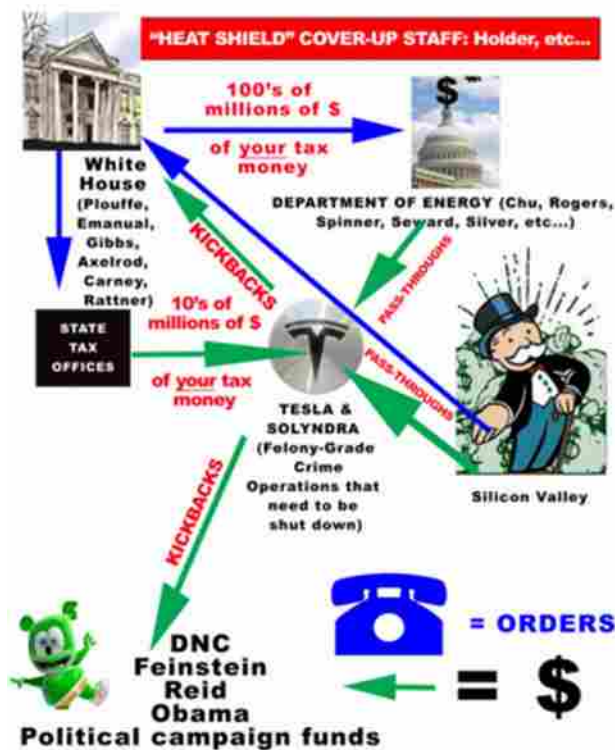 "HEAT SHIELD" COVER-UP STAFF: Holder, etc...
100's of
millions of $
of your tax
money
$
White
House
(Plouffe,
Emanual,
Gibbs,
Axelrod,
Carney,
Rattner)
DEPARTMENT OF ENERGY (Chu, Rogers,
Spinner, Seward, Silver, etc...)
KICKBACKS
PASS-THROUGHS
10's of
millions of $
STATE
TAX
OFFICES
of your tax
money
PASS-THROUGHS
TESLA &
SOLYNDRA
(Felony-Grade
Crime
Operations that
need to be
shut down)
Silicon Valley
KICKBACKS
DNC
Feinstein
Reid
Obama
Political campaign funds
= ORDERS
= $